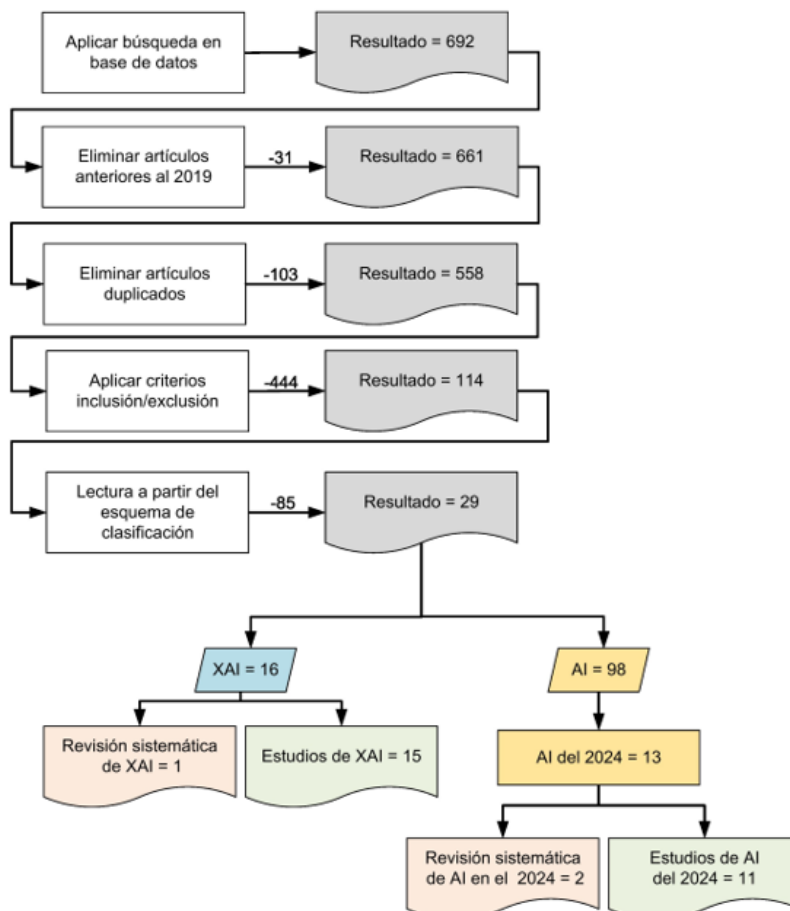 Aplicar búsqueda en
base de datos
Resultado = 692
Eliminar artículos
anteriores al 2019
-31
Resultado = 661
Eliminar artículos
duplicados
-103
Resultado = 558
Aplicar criterios
inclusión/exclusión
-444
Resultado = 114
Lectura a partir del
esquema de
clasificación
-85
Resultado = 29
XAI = 16
AI = 98
Revisión sistemática
de XAI = 1
Estudios de XAI = 15
AI del 2024 = 13
Revisión sistemática
de AI en el 2024 = 2
Estudios de AI
del 2024 = 11